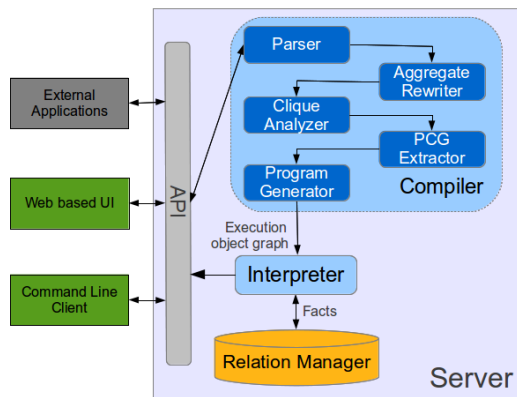 Parser
Aggregate
Rewriter
External
Applications
Clique
Analyzer
PCG
Extractor
Program
Generator
Compiler
Web based UI
API
Execution
object graph
Interpreter
Command Line
Client
Facts
Relation Manager
Server